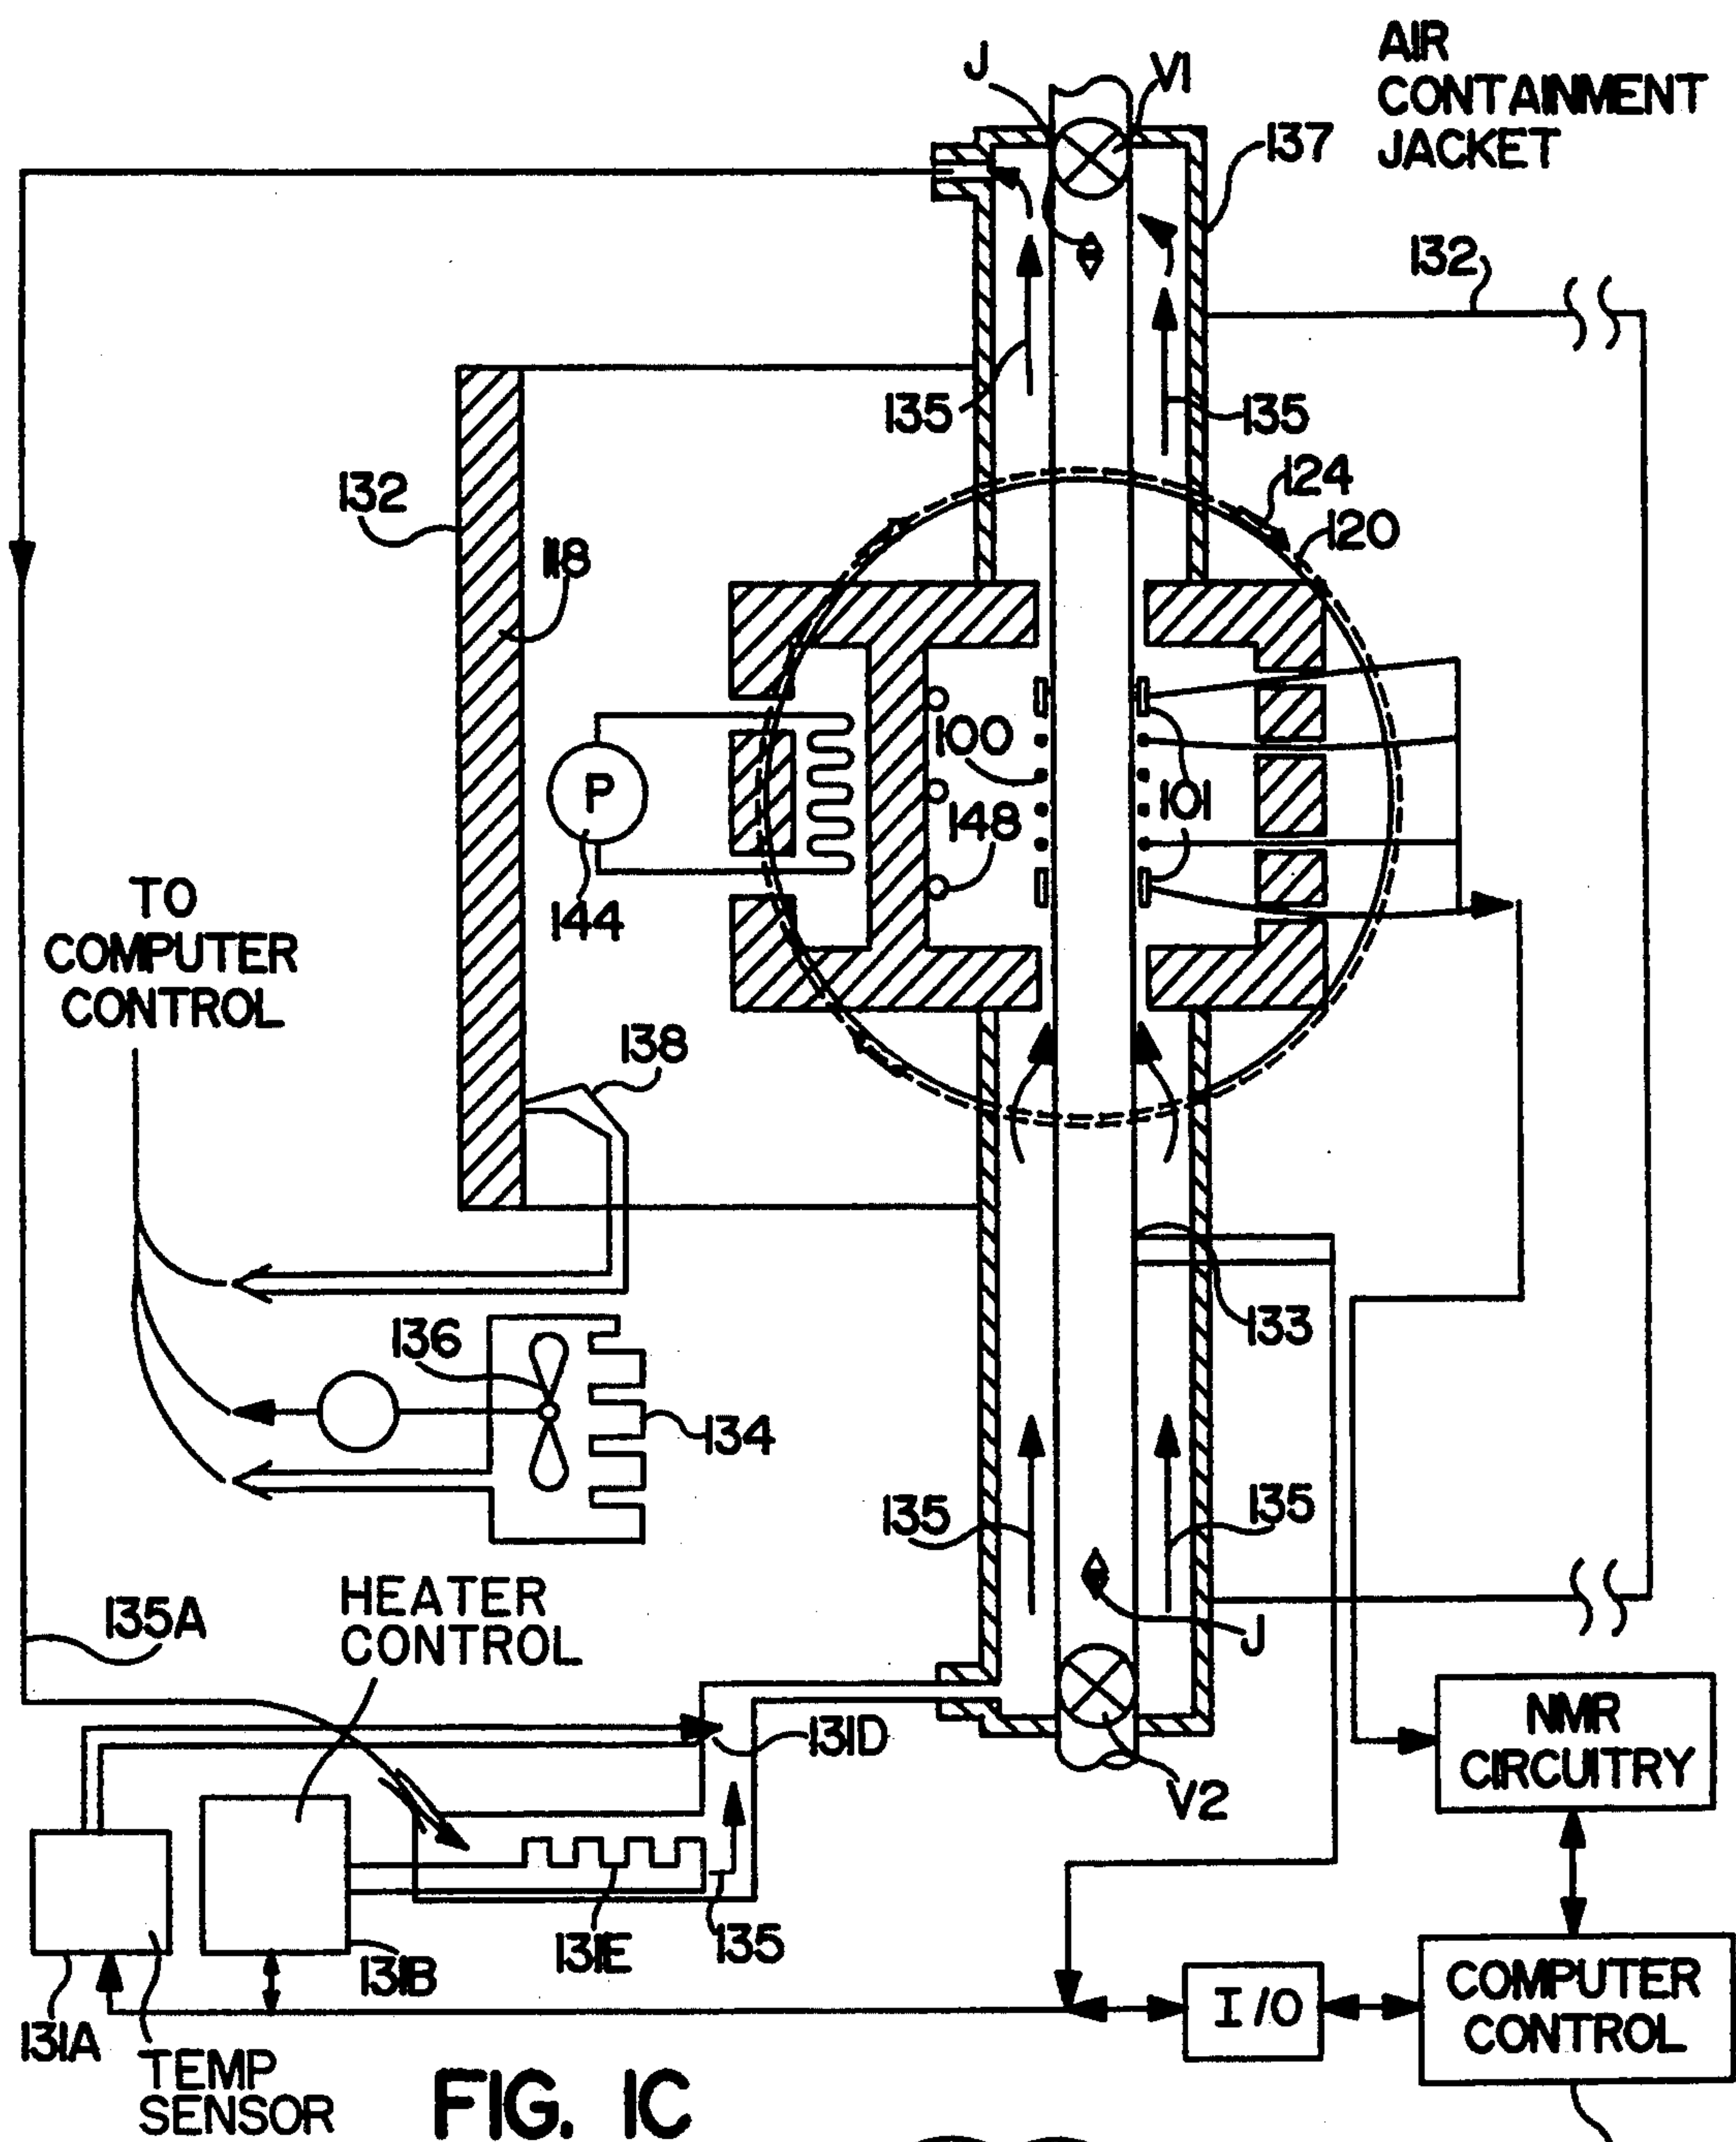 AIR
CONTAINMENT
JACKET
J
V1
137
132
135
135
124
120
132
118
100
P
148
101
144
TO
COMPUTER
CONTROL
138
133
136
134
135
135
HEATER
CONTROL
135A
J
131D
V2
NMR
CIRCUITRY
131E
135
131B
131A
I/O
COMPUTER
CONTROL
TEMP
SENSOR
FIG. 1C